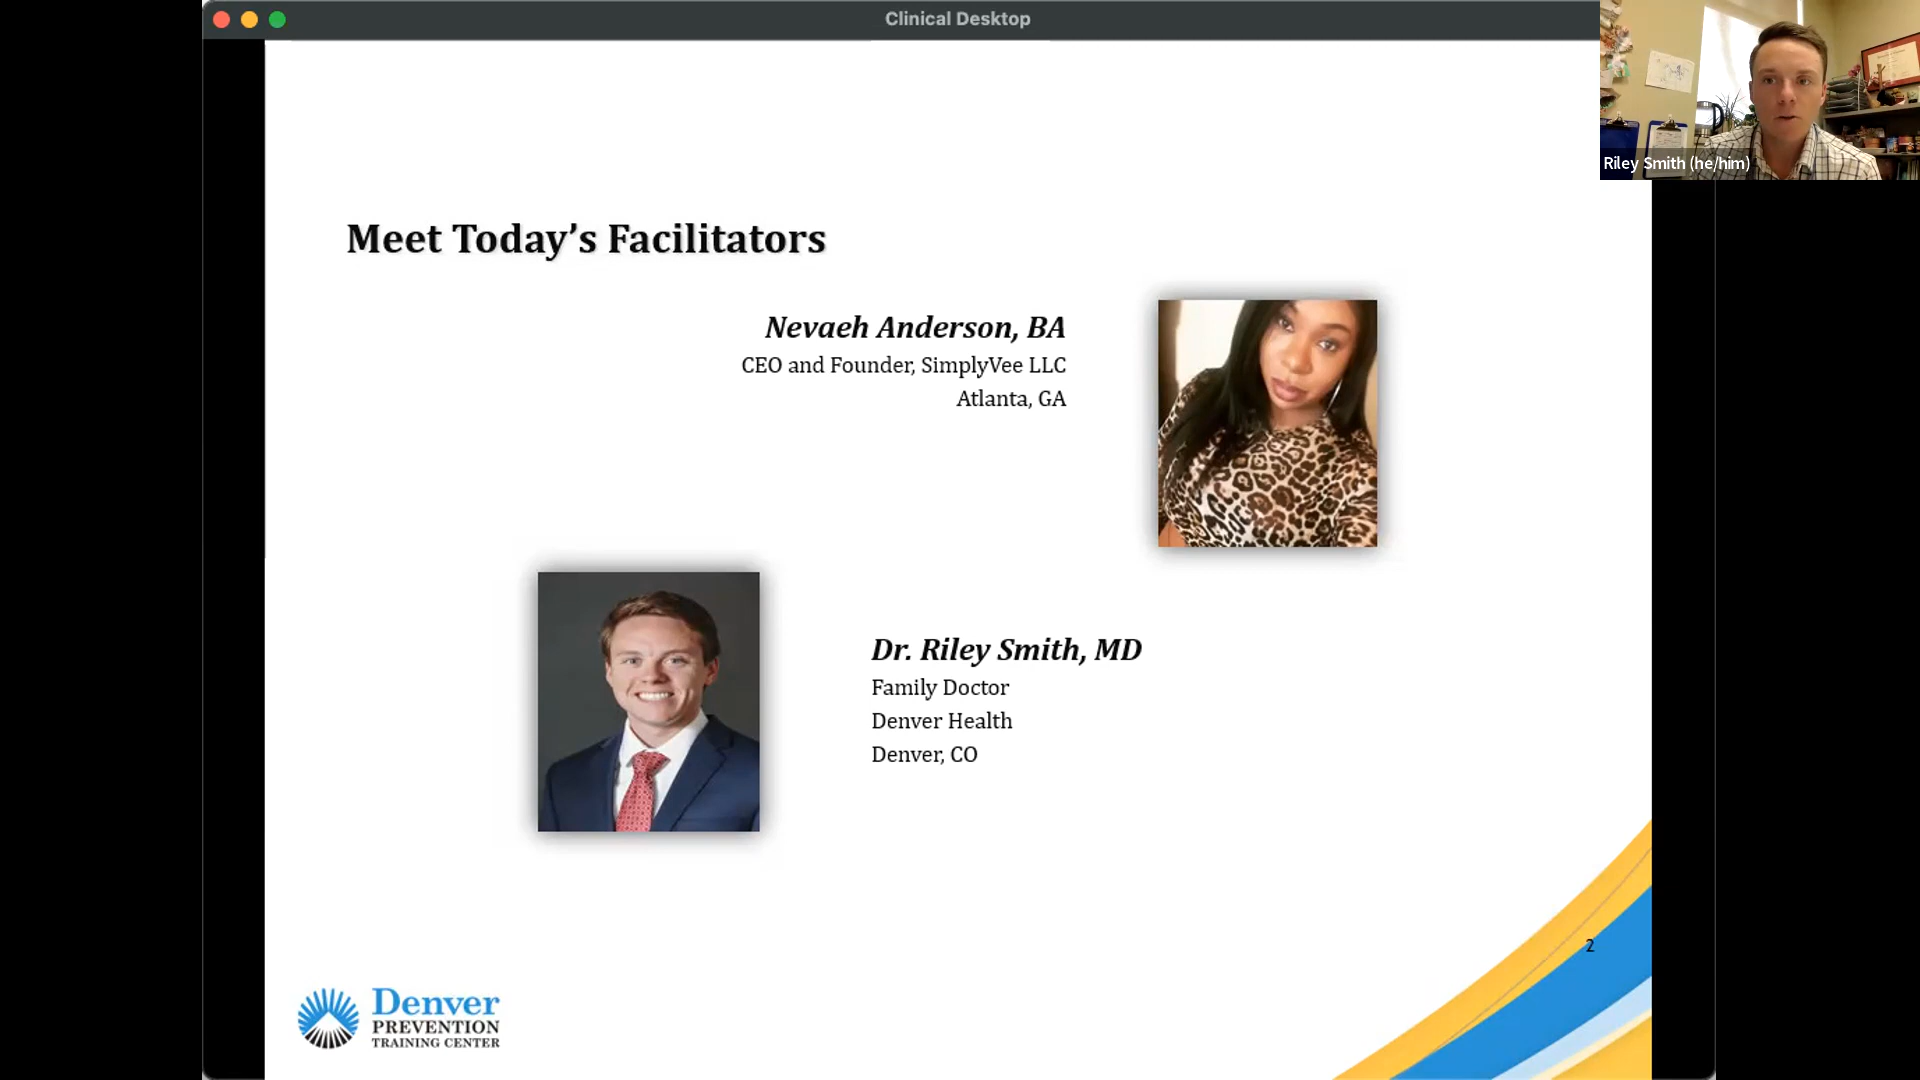 Clinical Desktop
Riley Smith (he/him)
Meet Today’s Facilitators
Nevaeh Anderson, BA
CEO and Founder, SimplyVee LLC
Atlanta, GA
Dr. Riley Smith, MD
Family Doctor
Denver Health
Denver, CO
2
Denver
PREVENTION
TRAINING CENTER